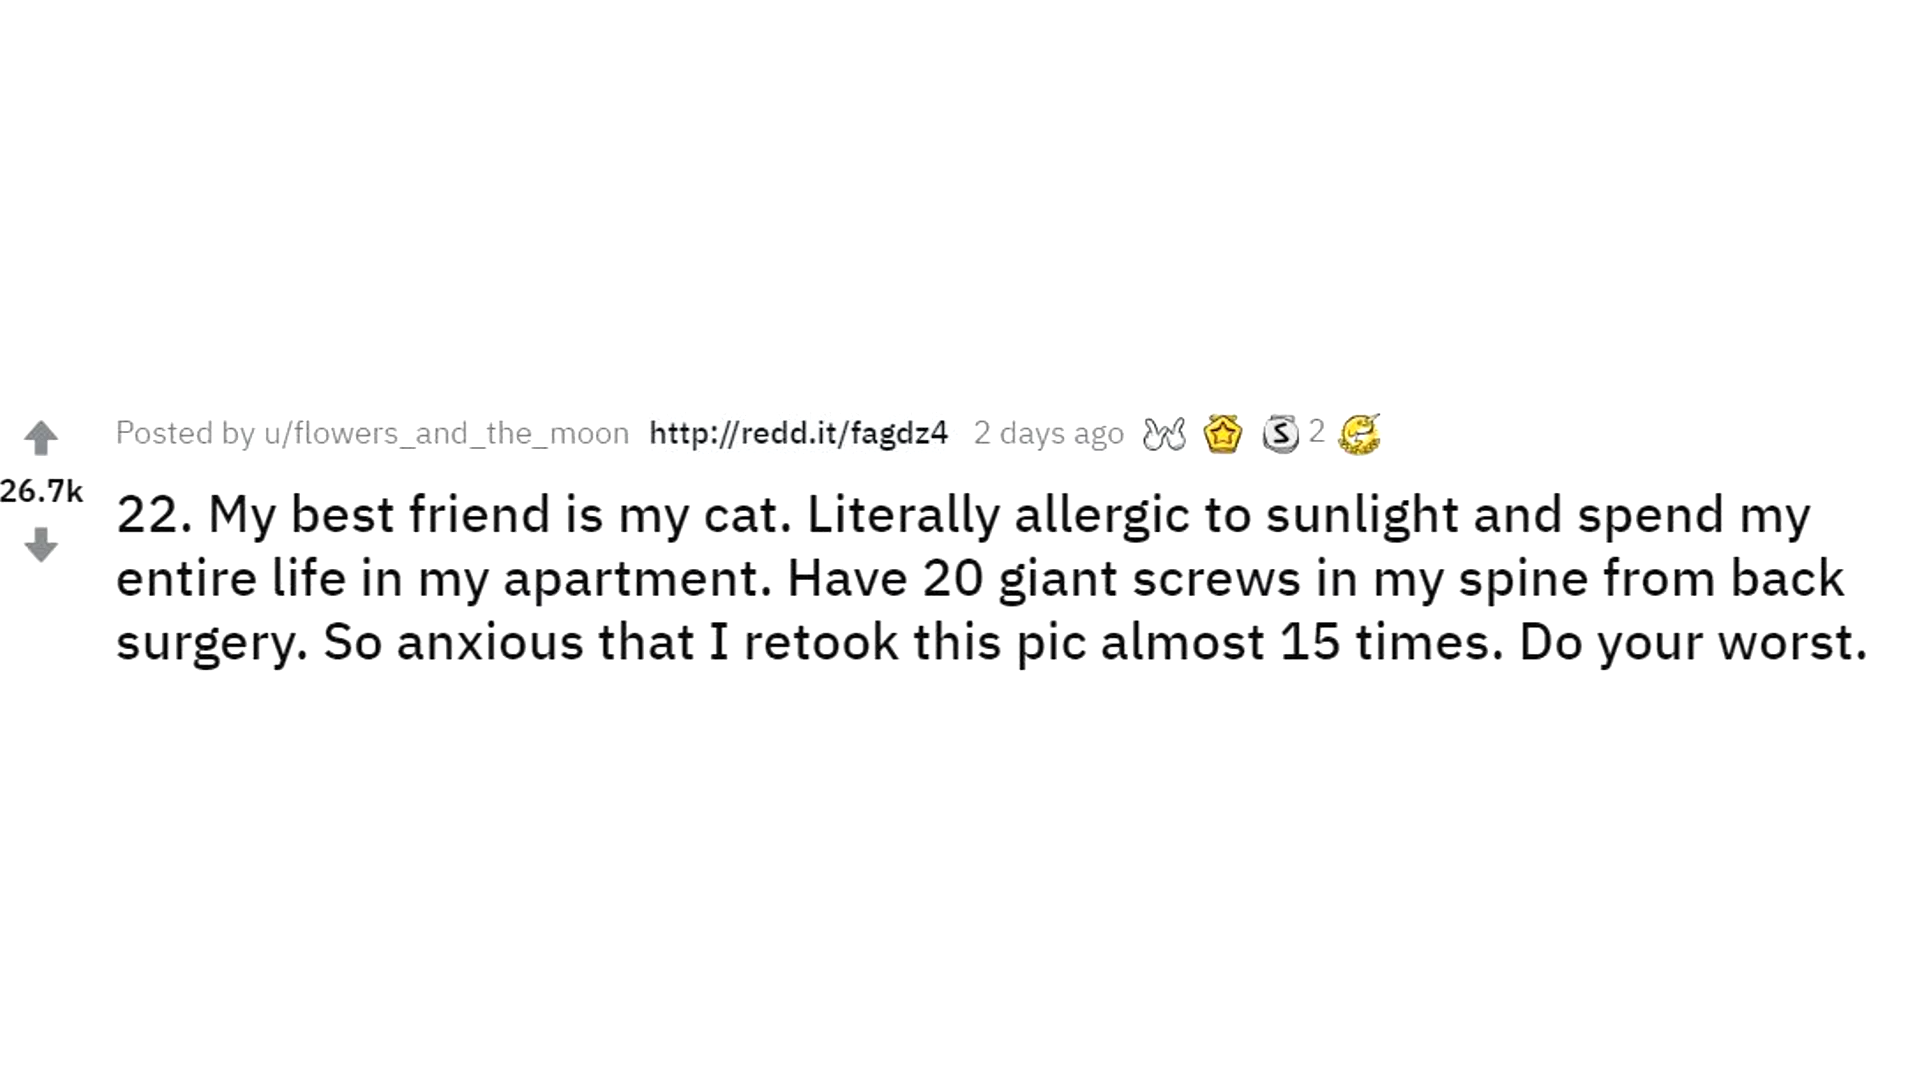 Posted by u/flowers_and_the_moon http://redd.it/fagdz4 2 days ago S 2
26.7k
22. My best friend is my cat. Literally allergic to sunlight and spend my
entire life in my apartment. Have 20 giant screws in my spine from back
surgery. So anxious that I retook this pic almost 15 times. Do your worst.